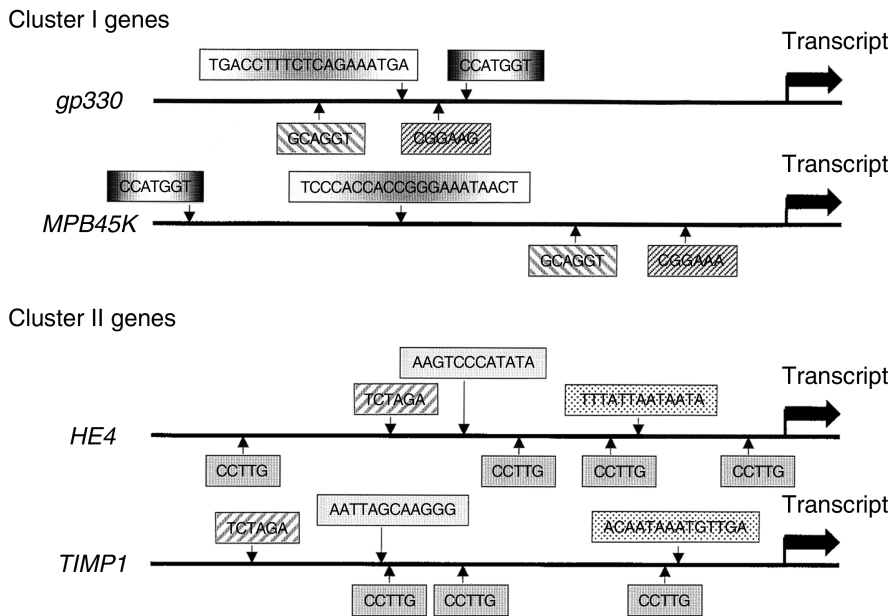 Cluster I genes
Transcript
TGACCTTTCTCAGAAATGA
CCATGGT
gp330
GCAGGT
CGGAAG
Transcript
CCATGGT
TCCCACCACCGGGAAATAACT
MPB45K
GCAGGT
CGGAAA
Cluster II genes
AAGTCCCATATA
Transcript
TCTAGA
TTTATTAATAATA
HE4
CCTTG
CCTTG
CCTTG
CCTTG
Transcript
AATTAGCAAGGG
TCTAGA
ACAATAAATGTTGA
TIMP1
CCTTG
CCTTG
CCTTG